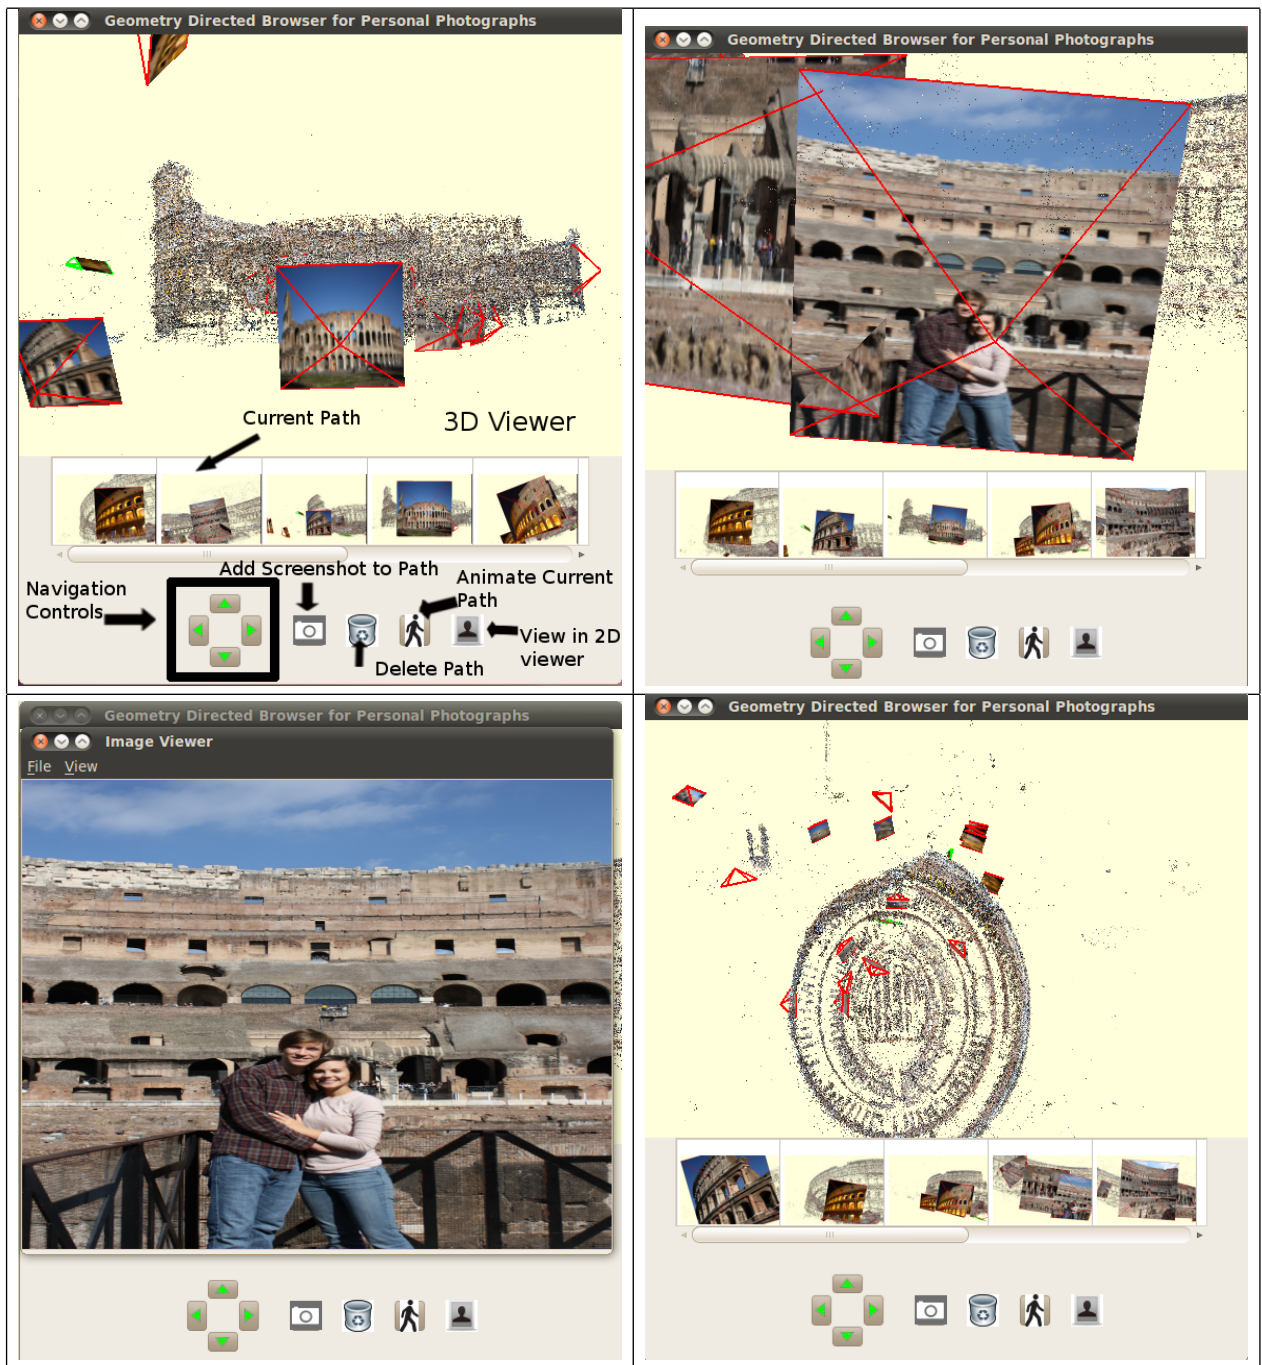 Geometry Directed Browser for Personal Photographs
Current Path
3D Viewer
Add Screenshot to Path
Navigation
Controls
Animate Current
Path
View in 2D
viewer
Delete Path
Geometry Directed Browser for Personal Photographs
Geometry Directed Browser for Personal Photographs
Image Viewer
File View
Geometry Directed Browser for Personal Photographs